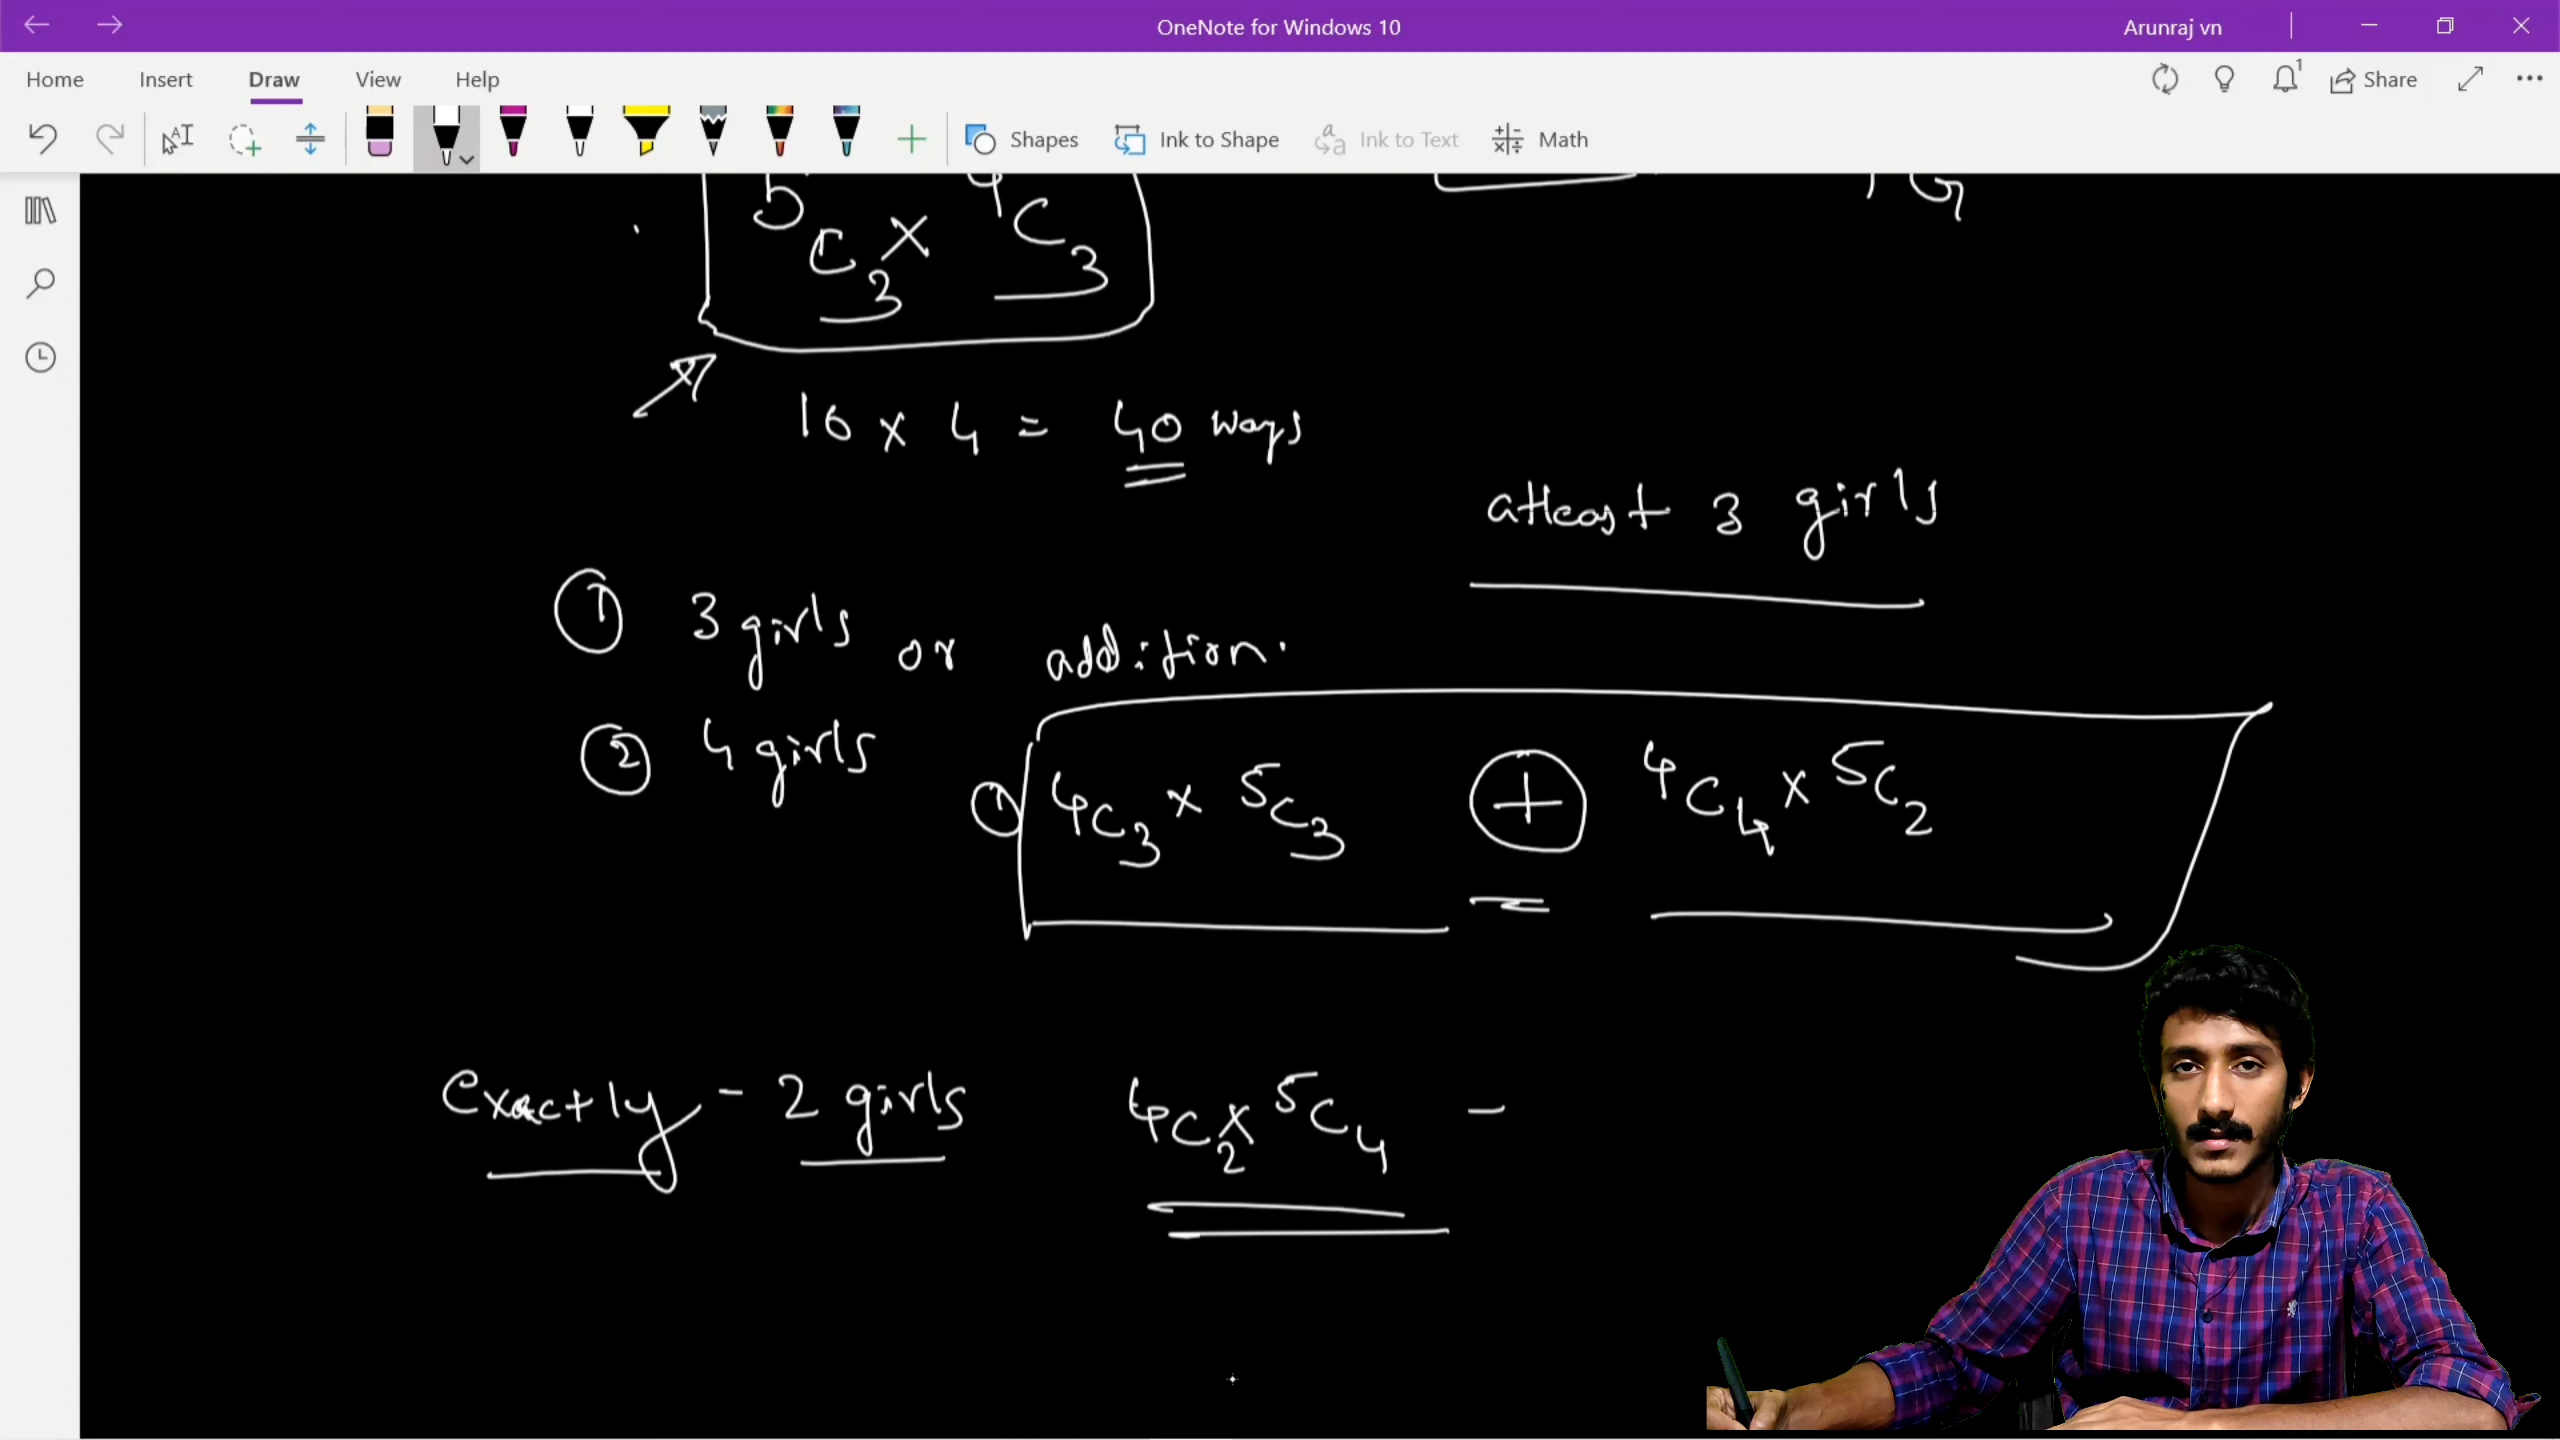 OneNote for Windows 10
Arunraj vn
Home Insert Draw View Help
1
Share
Shapes Ink to Shape Ink to Text Math
5C3 × 4C3
G
10 × 4 = 40 ways
atleast 3 girls
① 3 girls or addition.
② 4 girls
① 4C3 × 5C3 + 4C4 × 5C2
=
exactly - 2 girls 4C2 × 5C4 -